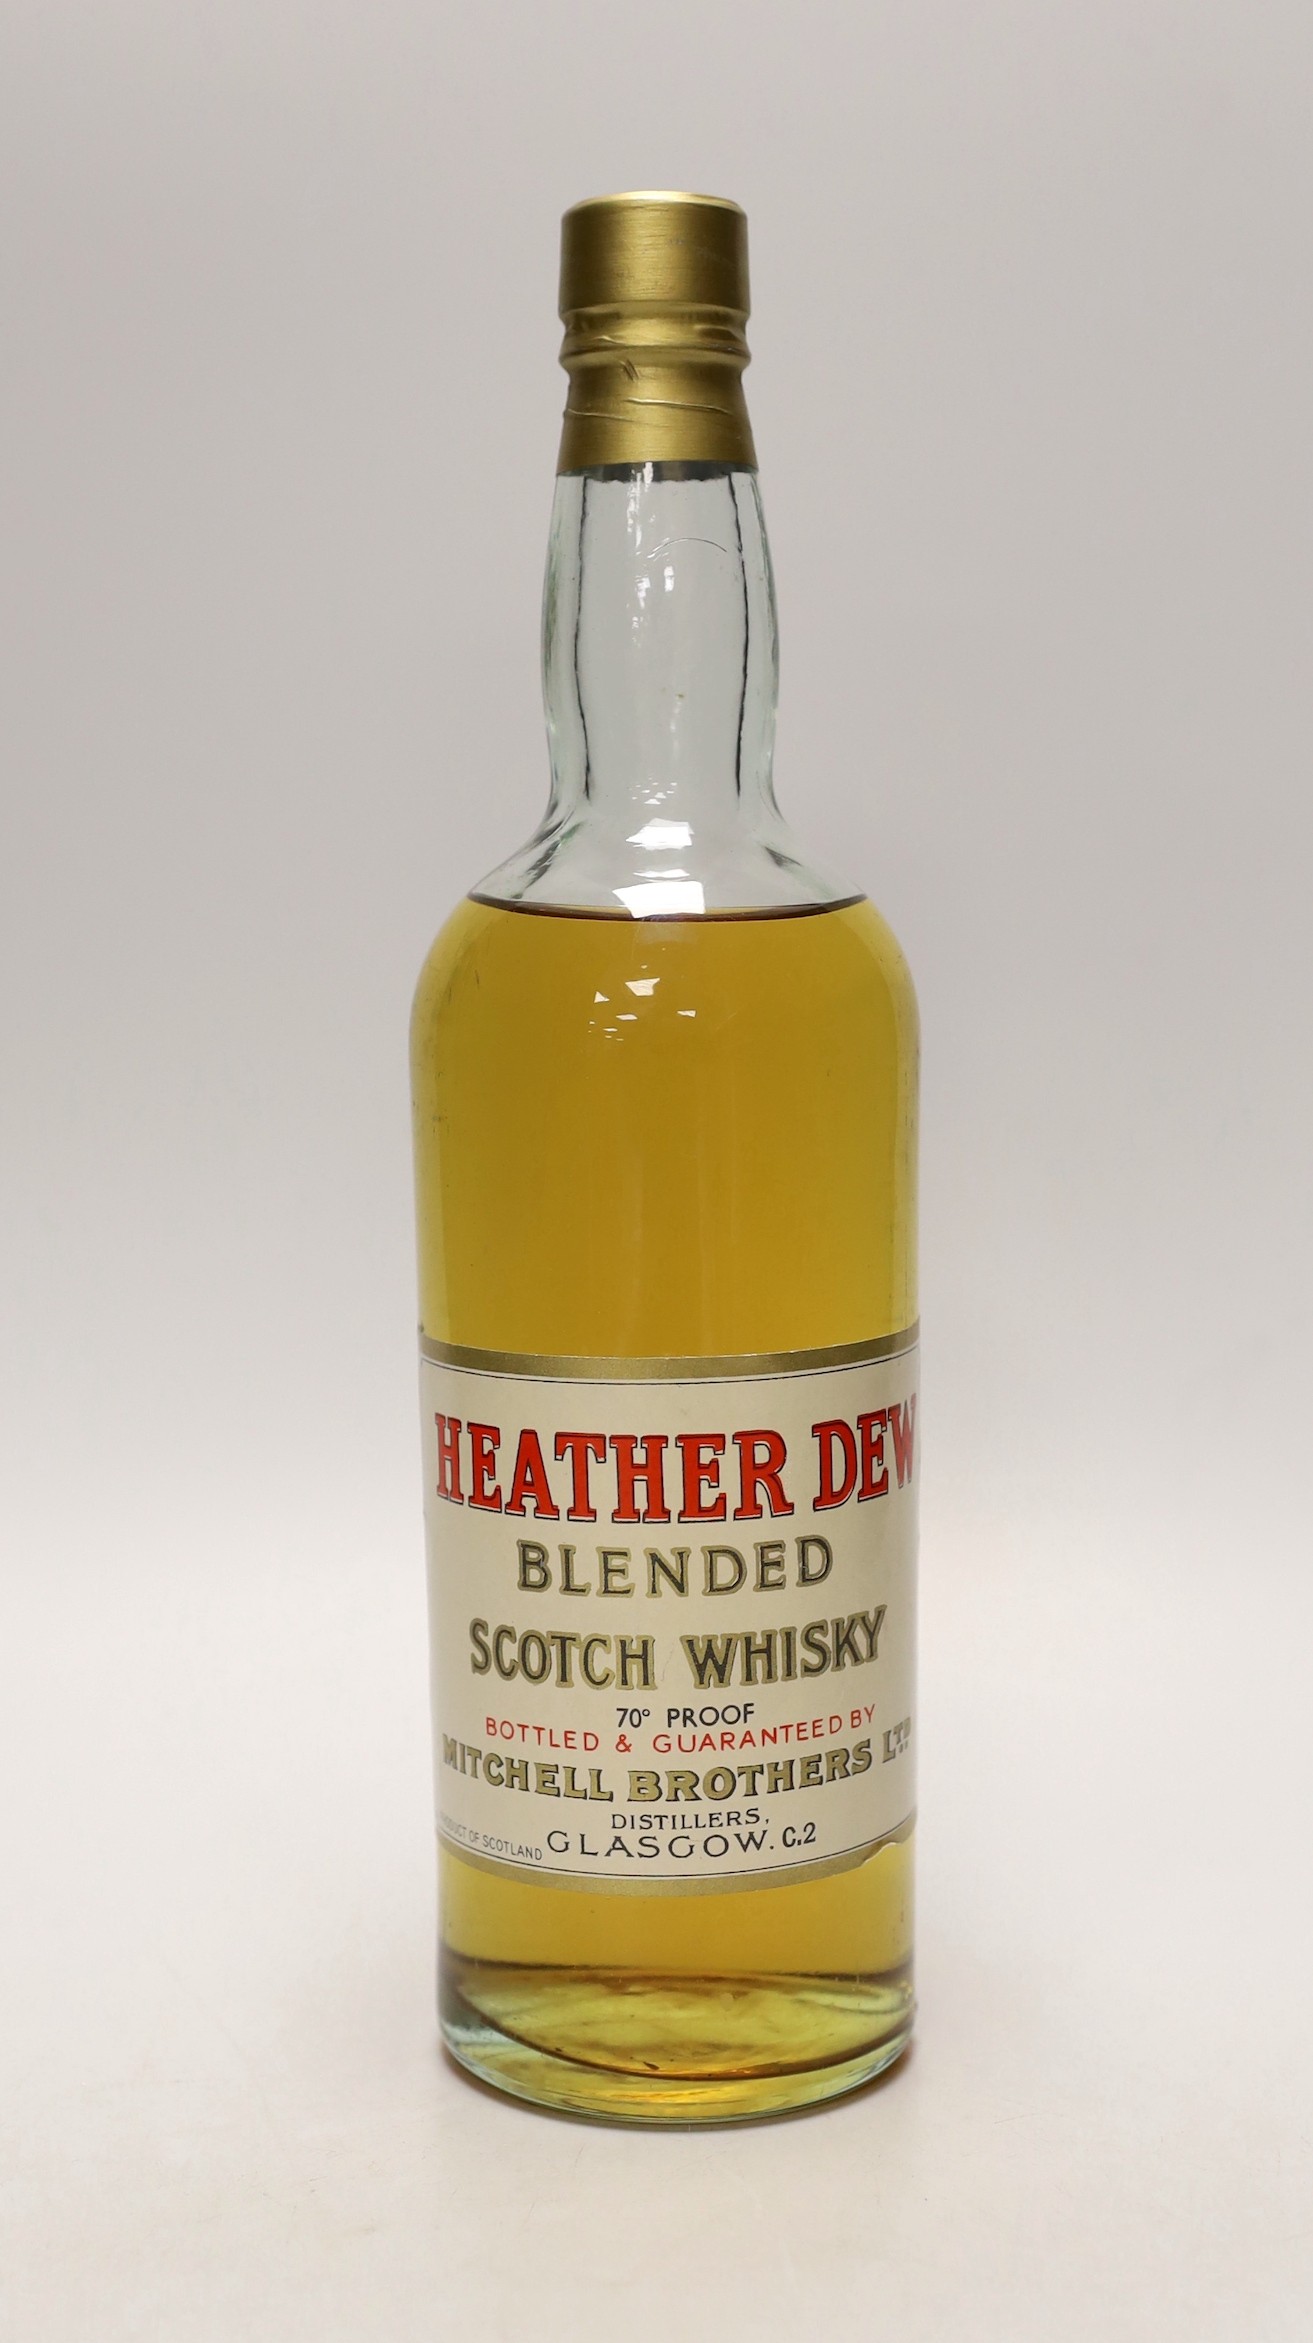 HEATHER DEW
BLENDED
SCOTCH WHISKY
70° PROOF
BOTTLED & GUARANTEED BY
MITCHELL BROTHERS LTD
DISTILLERS,
GLASGOW. C.2
PRODUCT OF SCOTLAND